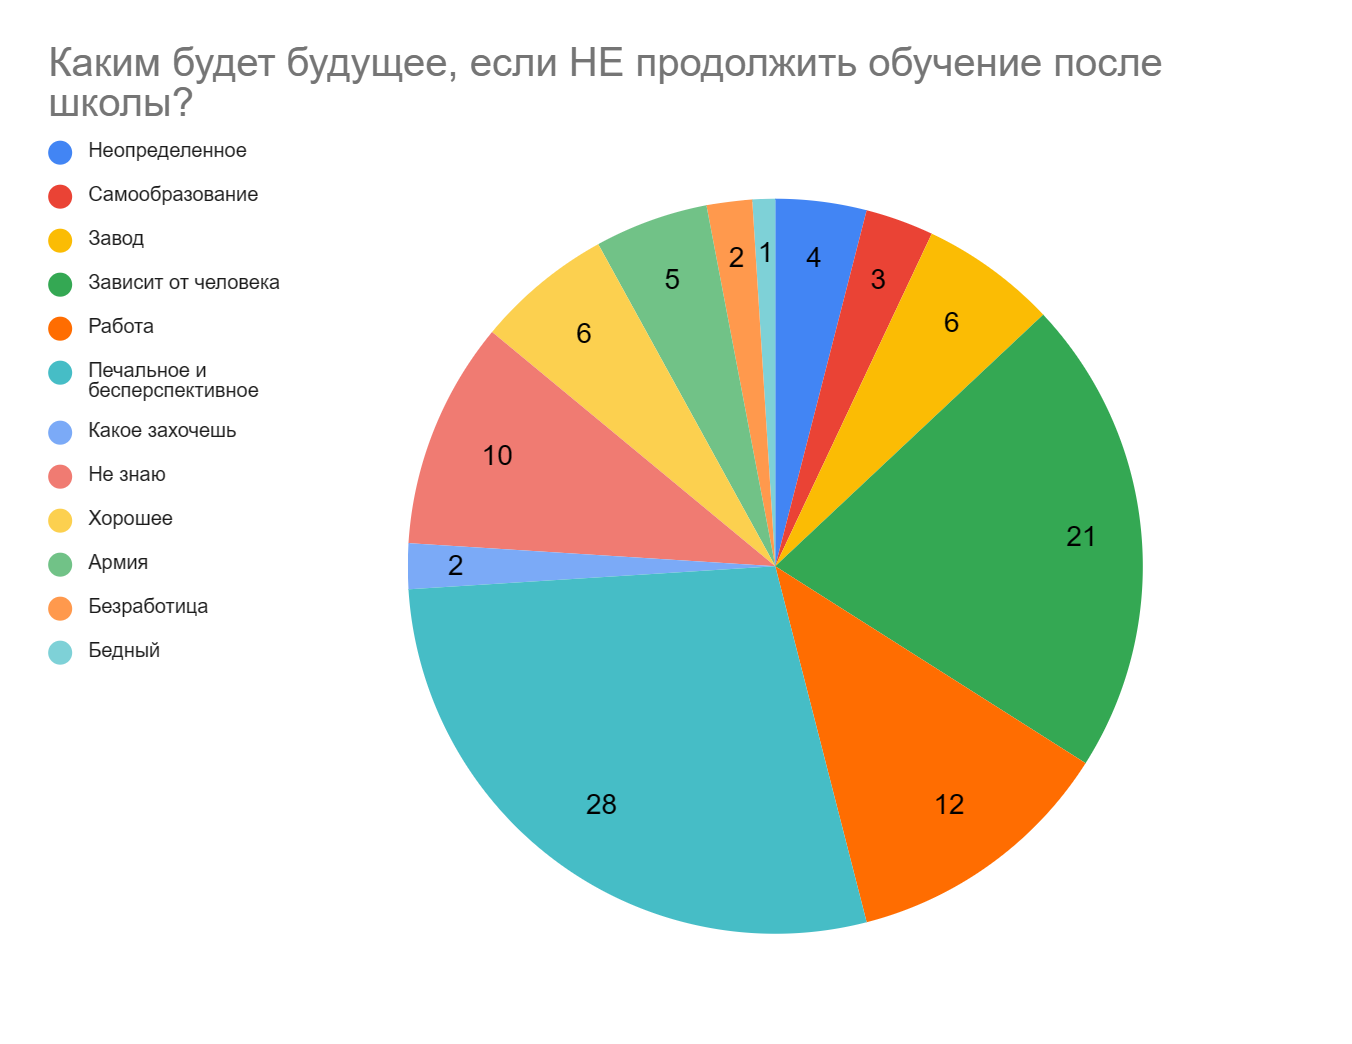 Каким будет будущее, если НЕ продолжить обучение после
школы?
Неопределенное
Самообразование
Завод
Зависит от человека
Работа
Печальное и
бесперспективное
Какое захочешь
Не знаю
Хорошее
Армия
Безработица
Бедный
4
3
6
21
12
28
2
10
6
5
2
1